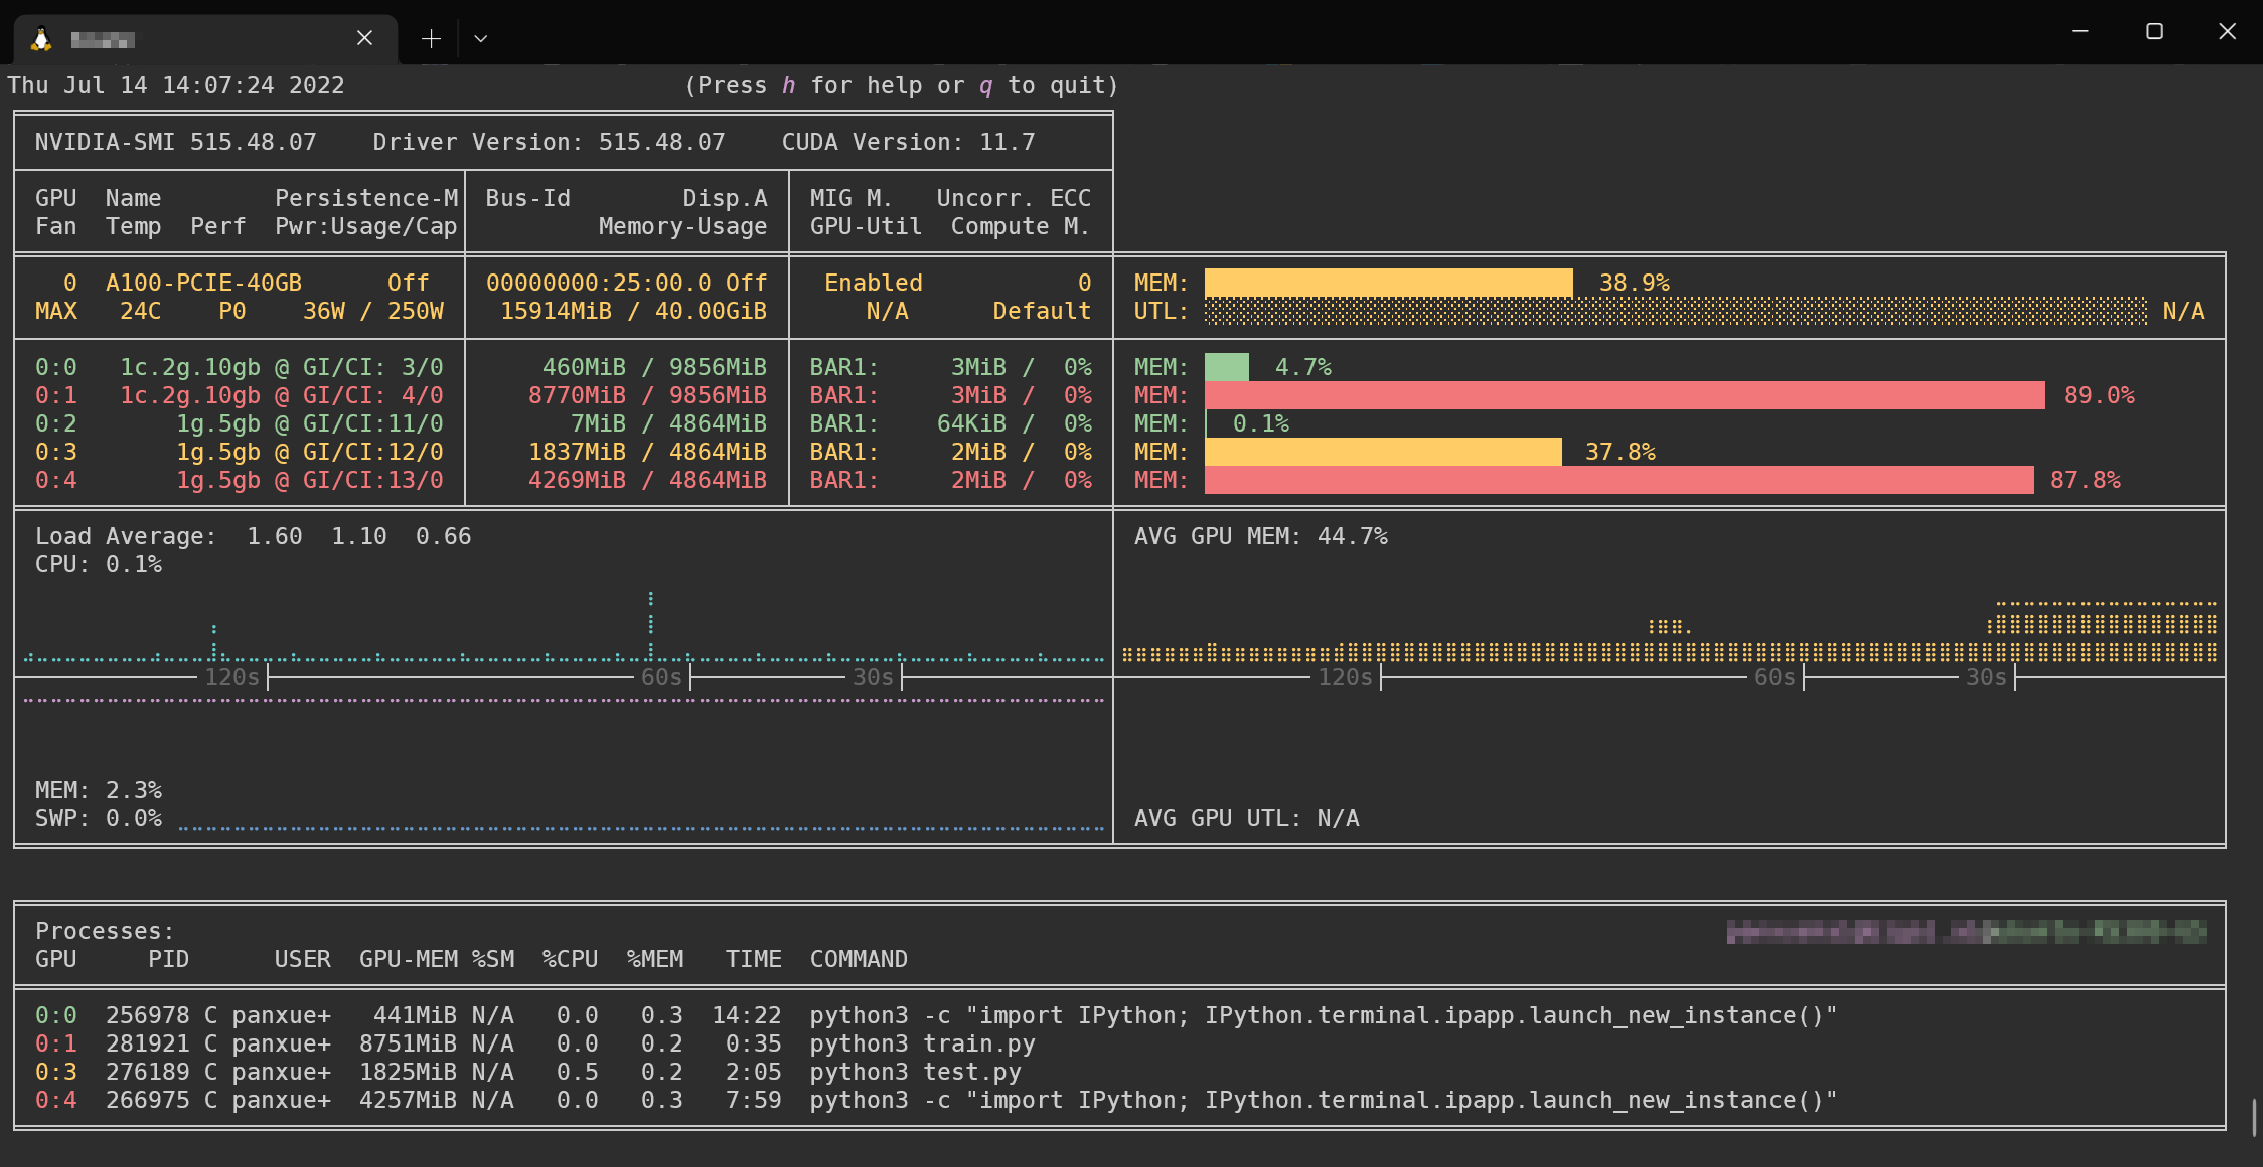 Thu Jul 14 14:07:24 2022 (Press h for help or q to quit)
NVIDIA-SMI 515.48.07 Driver Version: 515.48.07 CUDA Version: 11.7
GPU Name Persistence-M Bus-Id Disp.A MIG M. Uncorr. ECC
Fan Temp Perf Pwr:Usage/Cap Memory-Usage GPU-Util Compute M.
0 A100-PCIE-40GB Off 00000000:25:00.0 Off Enabled 0 MEM: 38.9%
MAX 24C P0 36W / 250W 15914MiB / 40.00GiB N/A Default UTL: N/A
0:0 1c.2g.10gb @ GI/CI: 3/0 460MiB / 9856MiB BAR1: 3MiB / 0% MEM: 4.7%
0:1 1c.2g.10gb @ GI/CI: 4/0 8770MiB / 9856MiB BAR1: 3MiB / 0% MEM: 89.0%
0:2 1g.5gb @ GI/CI:11/0 7MiB / 4864MiB BAR1: 64KiB / 0% MEM: 0.1%
0:3 1g.5gb @ GI/CI:12/0 1837MiB / 4864MiB BAR1: 2MiB / 0% MEM: 37.8%
0:4 1g.5gb @ GI/CI:13/0 4269MiB / 4864MiB BAR1: 2MiB / 0% MEM: 87.8%
Load Average: 1.60 1.10 0.66 AVG GPU MEM: 44.7%
CPU: 0.1%
120s 60s 30s 120s 60s 30s
MEM: 2.3%
SWP: 0.0% AVG GPU UTL: N/A
Processes:
GPU PID USER GPU-MEM %SM %CPU %MEM TIME COMMAND
0:0 256978 C panxue+ 441MiB N/A 0.0 0.3 14:22 python3 -c "import IPython; IPython.terminal.ipapp.launch_new_instance()"
0:1 281921 C panxue+ 8751MiB N/A 0.0 0.2 0:35 python3 train.py
0:3 276189 C panxue+ 1825MiB N/A 0.5 0.2 2:05 python3 test.py
0:4 266975 C panxue+ 4257MiB N/A 0.0 0.3 7:59 python3 -c "import IPython; IPython.terminal.ipapp.launch_new_instance()"